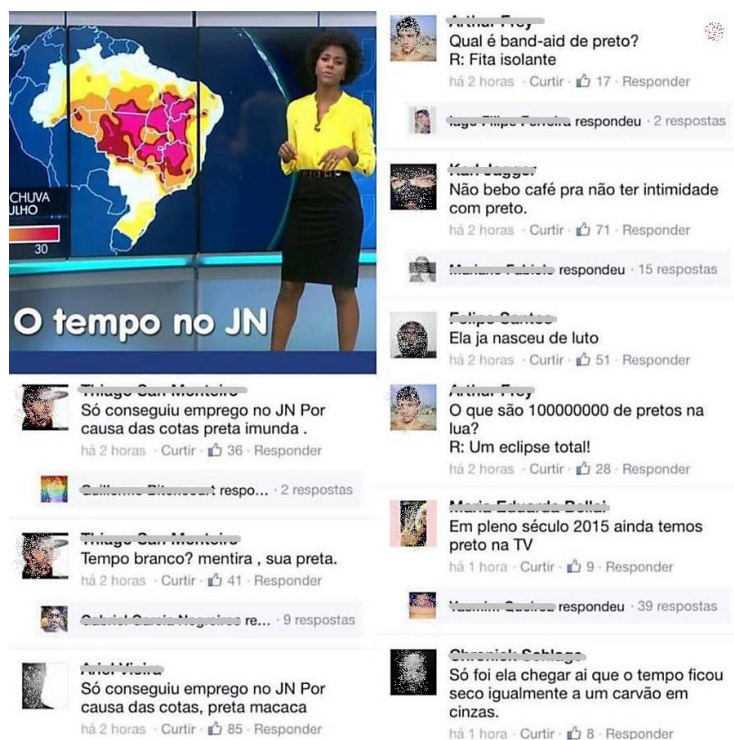 CHUVA
JULHO
30
O tempo no JN
Só conseguiu emprego no JN Por
causa das cotas preta imunda .
há 2 horas · Curtir · 36 · Responder
respo... · 2 respostas
Tempo branco? mentira , sua preta.
há 2 horas · Curtir · 41 · Responder
re... · 9 respostas
Só conseguiu emprego no JN Por
causa das cotas, preta macaca
há 2 horas · Curtir · 85 · Responder
Qual é band-aid de preto?
R: Fita isolante
há 2 horas · Curtir · 17 · Responder
respondeu · 2 respostas
Não bebo café pra não ter intimidade
com preto.
há 2 horas · Curtir · 71 · Responder
respondeu · 15 respostas
Ela ja nasceu de luto
há 2 horas · Curtir · 51 · Responder
O que são 100000000 de pretos na
lua?
R: Um eclipse total!
há 2 horas · Curtir · 28 · Responder
Em pleno século 2015 ainda temos
preto na TV
há 1 hora · Curtir · 9 · Responder
respondeu · 39 respostas
Só foi ela chegar ai que o tempo ficou
seco igualmente a um carvão em
cinzas.
há 1 hora · Curtir · 8 · Responder